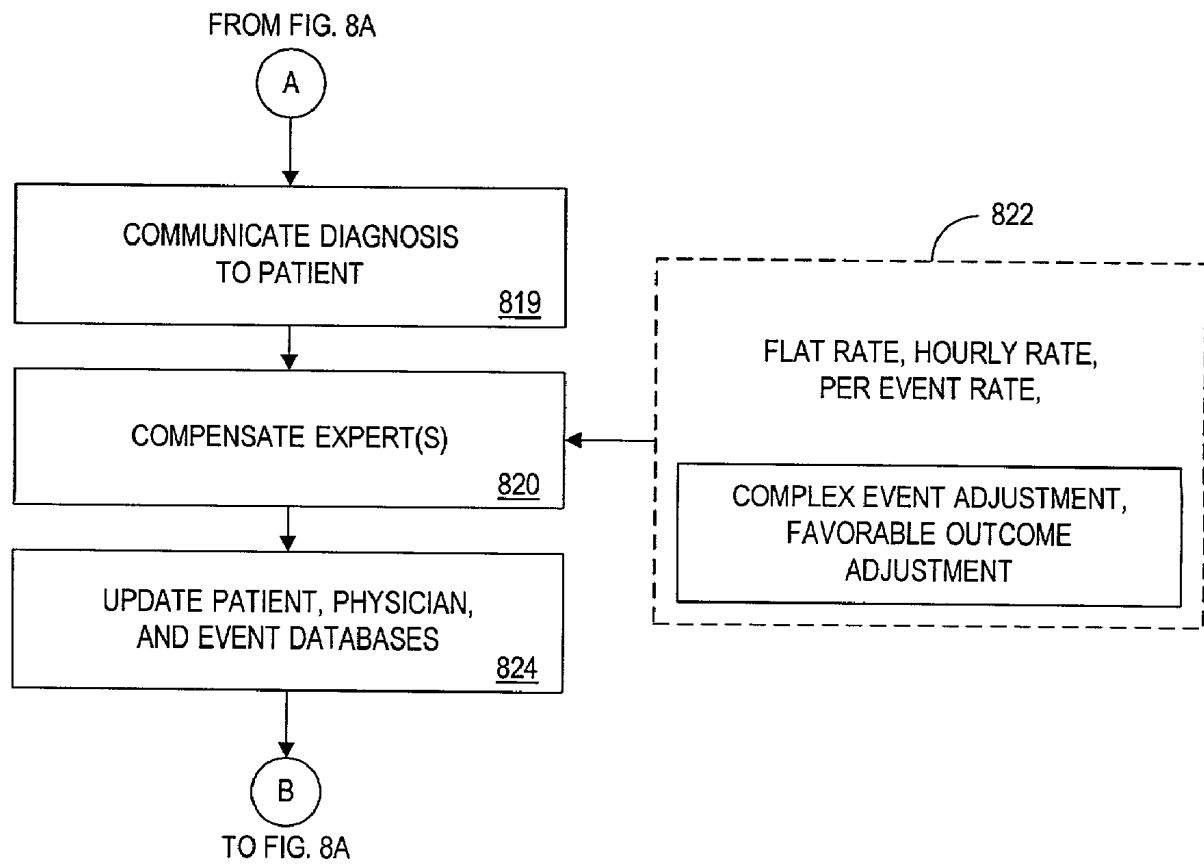 FROM FIG. 8A
A
COMMUNICATE DIAGNOSIS
TO PATIENT
819
822
FLAT RATE, HOURLY RATE,
PER EVENT RATE,
COMPENSATE EXPERT(S)
820
COMPLEX EVENT ADJUSTMENT,
FAVORABLE OUTCOME
ADJUSTMENT
UPDATE PATIENT, PHYSICIAN,
AND EVENT DATABASES
824
B
TO FIG. 8A